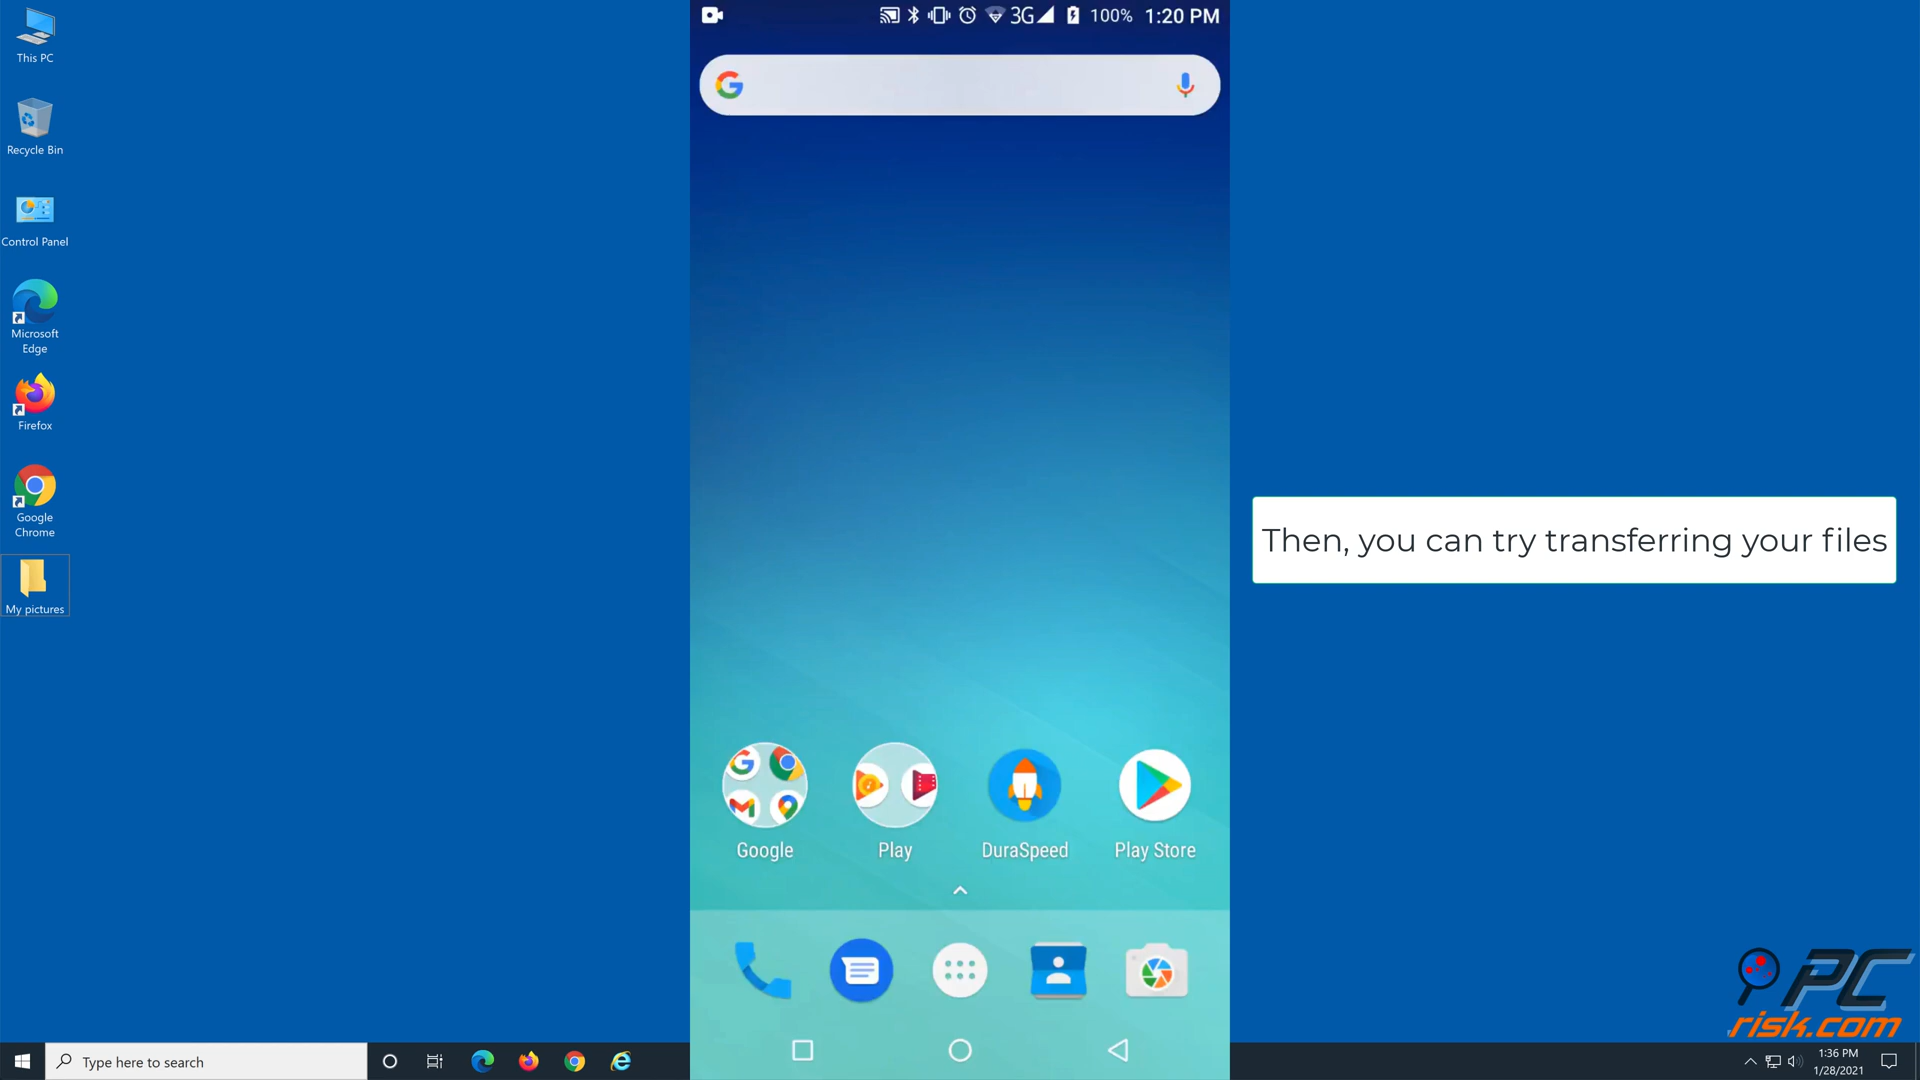 This PC
Recycle Bin
Control Panel
Microsoft
Edge
Firefox
Google
Chrome
My pictures
3G
100%
1:20 PM
Google
Play
DuraSpeed
Play Store
Then, you can try transferring your files
PC
risk.com
Type here to search
1:36 PM
1/28/2021